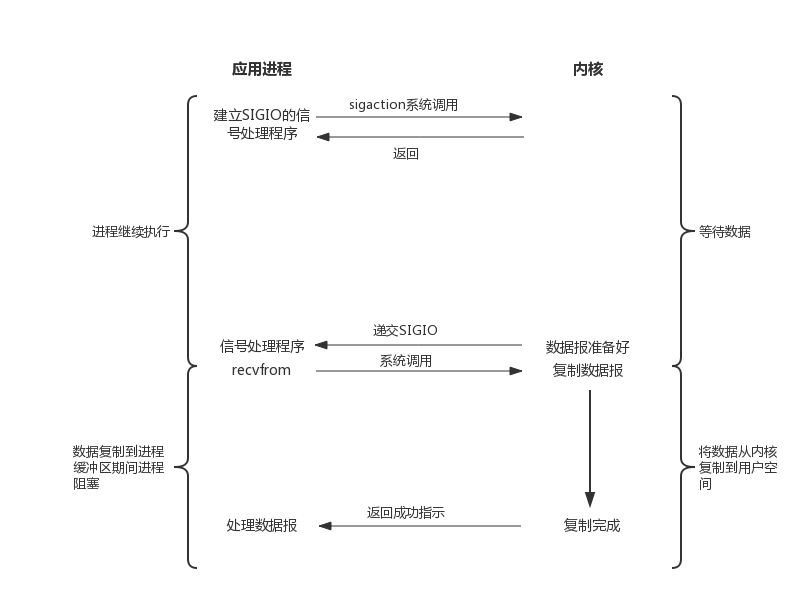 应用进程
内核
sigaction系统调用
建立SIGIO的信
号处理程序
返回
进程继续执行
等待数据
递交SIGIO
信号处理程序
数据报准备好
系统调用
recvfrom
复制数据报
数据复制到进程
缓冲区期间进程
阻塞
将数据从内核
复制到用户空
间
返回成功指示
处理数据报
复制完成